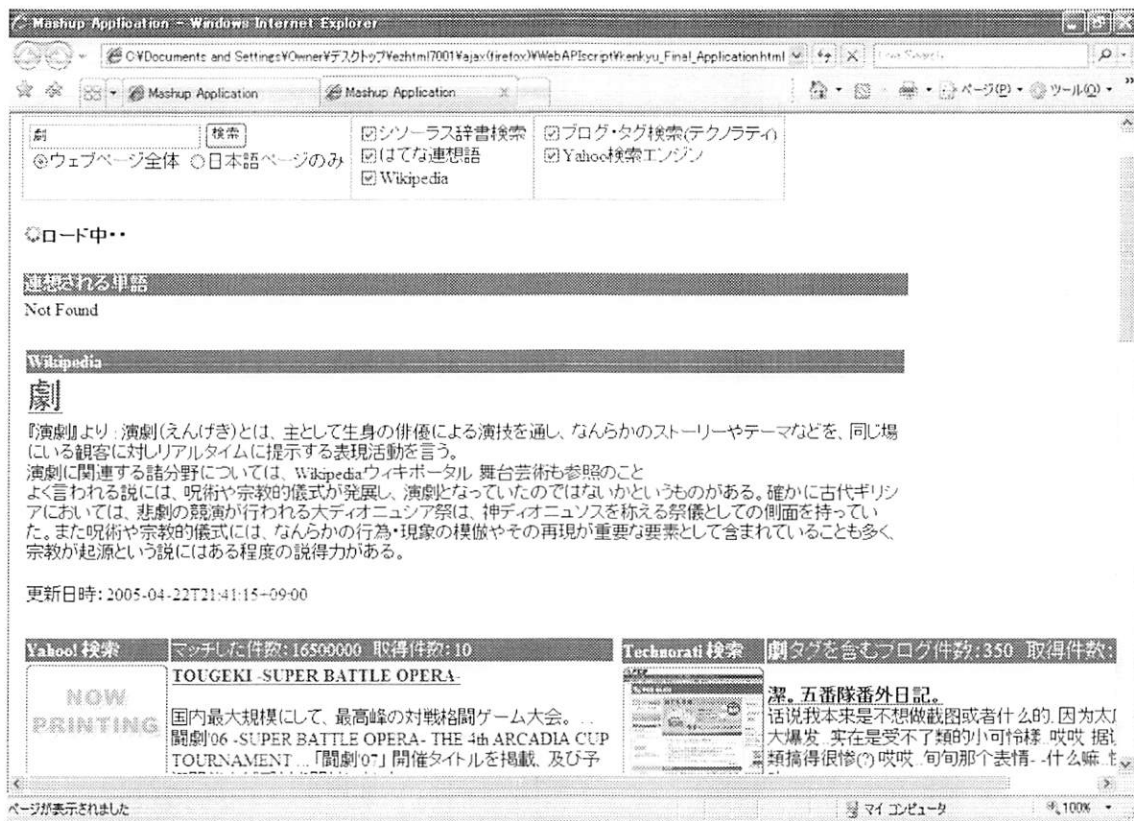 Mashup Application - Windows Internet Explorer
C:¥Documents and Settings¥Owner¥デスクトップ¥ezhtml7001¥ajax(firefox)¥WebAPIscript¥kenkyu_Final_Application.html
Mashup Application
Mashup Application
ページ(P)
ツール(O)
劇
検索
ウェブページ全体 日本語ページのみ
シソーラス辞書検索
はてな連想語
Wikipedia
ブログ・タグ検索(テクノラティ)
Yahoo検索エンジン
ロード中・・
連想される単語
Not Found
Wikipedia
劇
『演劇』より : 演劇(えんげき)とは、主として生身の俳優による演技を通し、なんらかのストーリーやテーマなどを、同じ場
にいる観客に対しリアルタイムに提示する表現活動を言う。
演劇に関連する諸分野については、Wikipediaウィキポータル 舞台芸術も参照のこと
よく言われる説には、呪術や宗教的儀式が発展し、演劇となっていたのではないかというものがある。確かに古代ギリシ
アにおいては、悲劇の競演が行われる大ディオニュシア祭は、神ディオニュソスを称える祭儀としての側面を持ってい
た。また呪術や宗教的儀式には、なんらかの行為・現象の模倣やその再現が重要な要素として含まれていることも多く、
宗教が起源という説にはある程度の説得力がある。
更新日時: 2005-04-22T21:41:15+09:00
Yahoo! 検索 マッチした件数:16500000 取得件数:10
NOW
PRINTING
TOUGEKI -SUPER BATTLE OPERA-
国内最大規模にして、最高峰の対戦格闘ゲーム大会。 ...
闘劇'06 -SUPER BATTLE OPERA- THE 4th ARCADIA CUP
TOURNAMENT ... 「闘劇'07」開催タイトルを掲載、及び予
Technorati 検索 劇タグを含むブログ件数:350 取得件数:
潔。五番隊番外日記。
话说我本来是不想做截图或者什么的. 因为太
大爆发..实在是受不了類的小可怜樣..哎哎 据
類搞得很惨(?)哎哎..旬旬那个表情--什么嘛..
ページが表示されました
マイ コンピュータ
100%